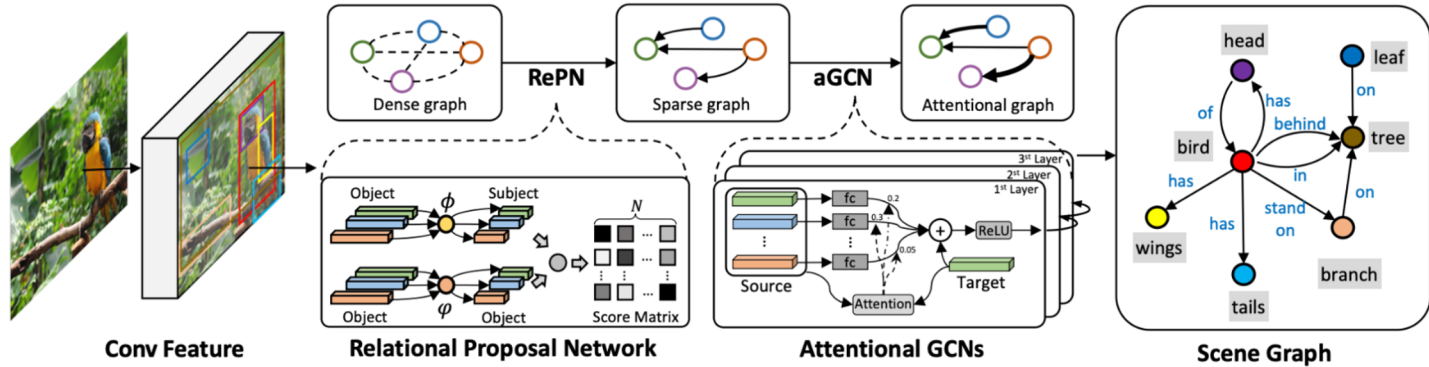 Dense graph
RePN
Sparse graph
aGCN
Attentional graph
Conv Feature
Object
ϕ
Subject
N
Object
φ
Object
Score Matrix
Relational Proposal Network
3st Layer
2st Layer
1st Layer
fc
0.2
fc
0.3
fc
0.05
ReLU
Source
Attention
Target
Attentional GCNs
head
leaf
of
has
on
behind
bird
tree
in
has
stand
on
on
has
wings
branch
tails
Scene Graph